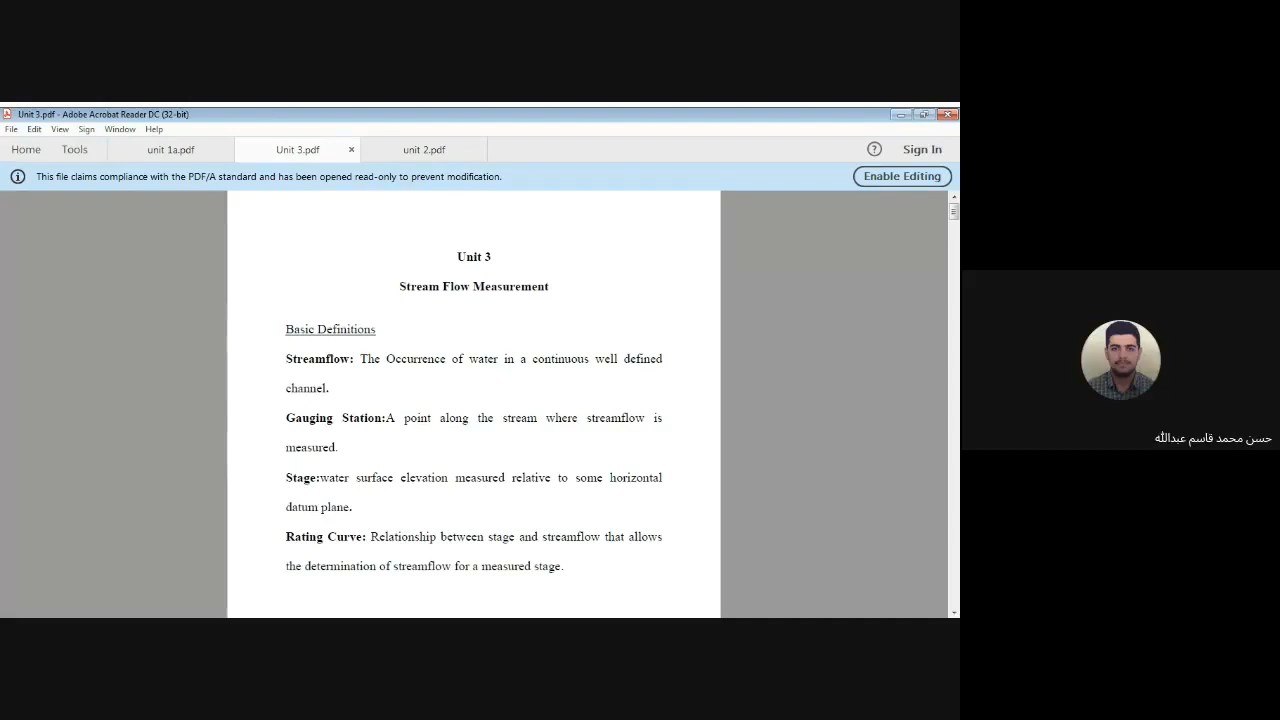 Unit 3.pdf - Adobe Acrobat Reader DC (32-bit)
File Edit View Sign Window Help
Home Tools unit 1a.pdf Unit 3.pdf × unit 2.pdf Sign In
This file claims compliance with the PDF/A standard and has been opened read-only to prevent modification. Enable Editing
Unit 3
Stream Flow Measurement
Basic Definitions
Streamflow: The Occurrence of water in a continuous well defined
channel.
Gauging Station:A point along the stream where streamflow is
measured.
Stage:water surface elevation measured relative to some horizontal
datum plane.
Rating Curve: Relationship between stage and streamflow that allows
the determination of streamflow for a measured stage.
حسن محمد قاسم عبدالله